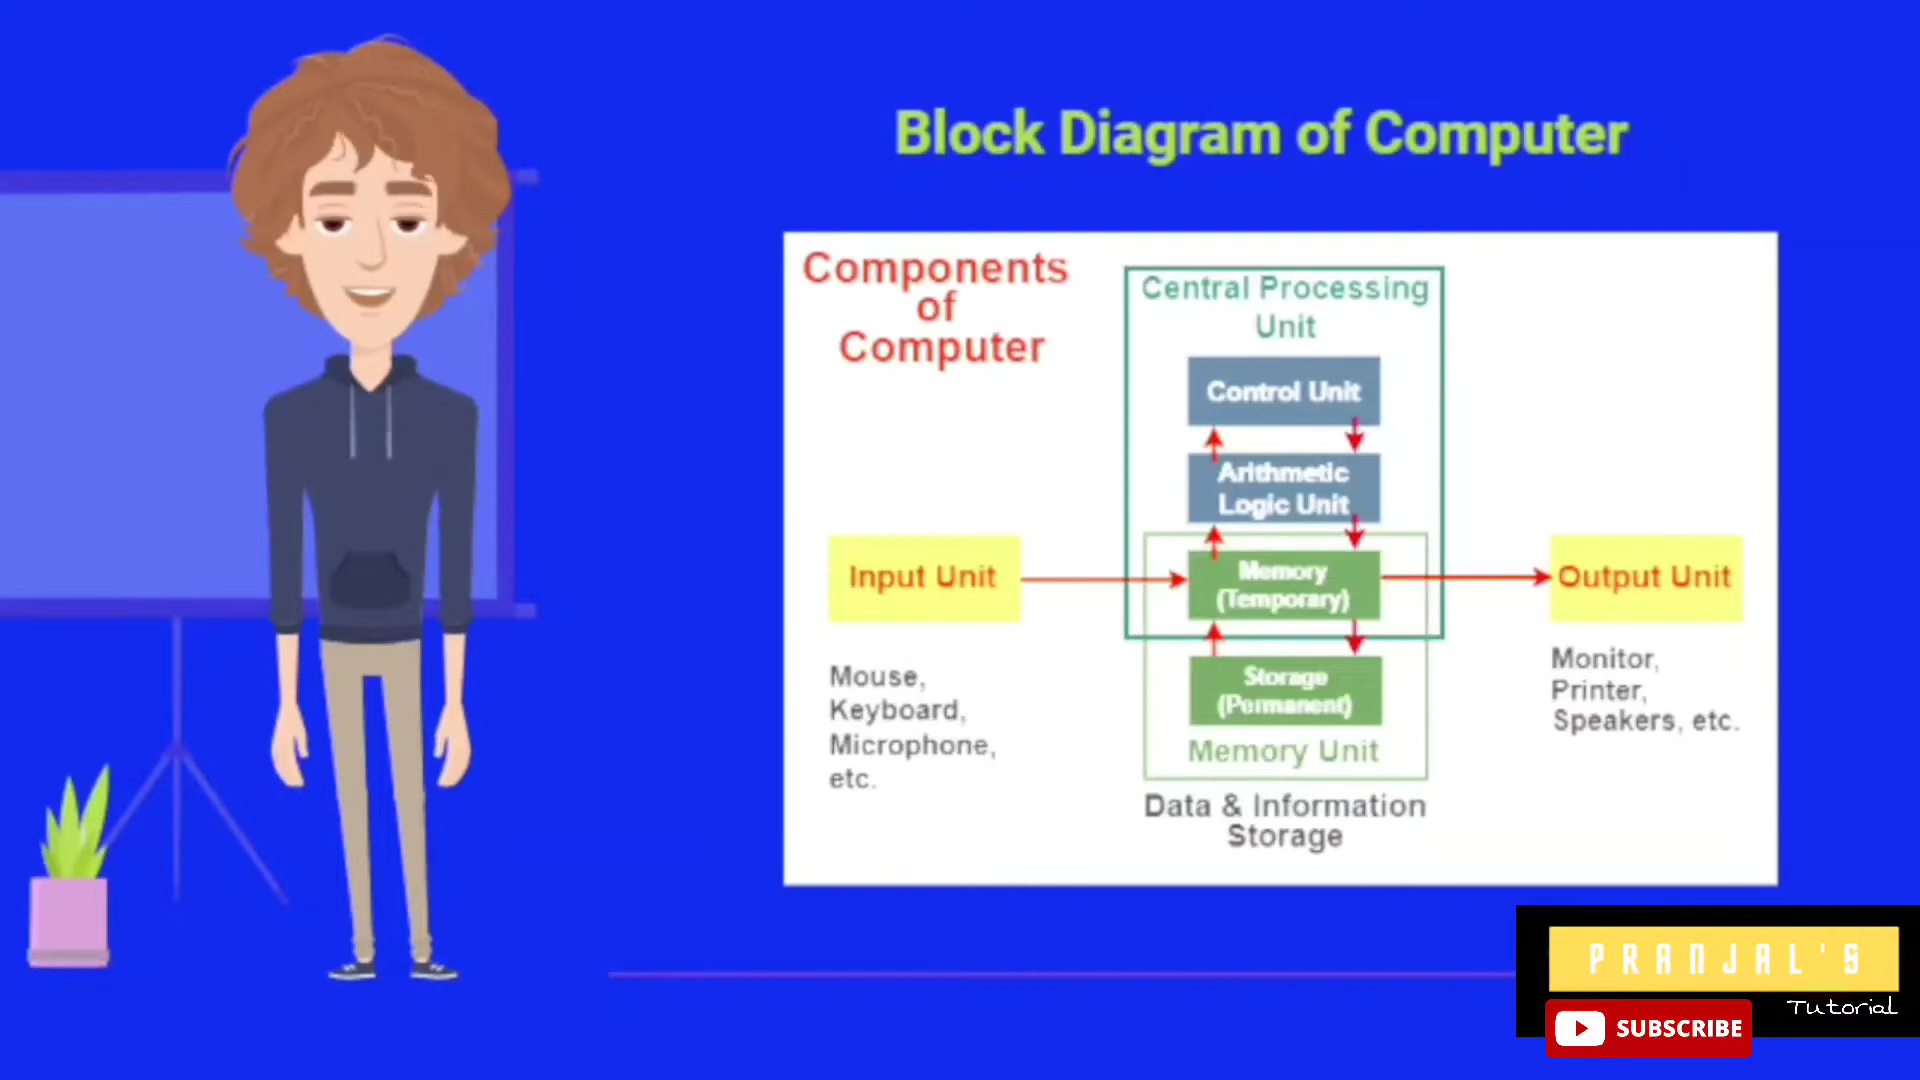 Block Diagram of Computer
Components
of
Computer
Central Processing
Unit
Control Unit
Arithmetic
Logic Unit
Input Unit
Memory
(Temporary)
Output Unit
Mouse,
Keyboard,
Microphone,
etc.
Storage
(Permanent)
Memory Unit
Monitor,
Printer,
Speakers, etc.
Data & Information
Storage
PRANJAL'S
Tutorial
SUBSCRIBE